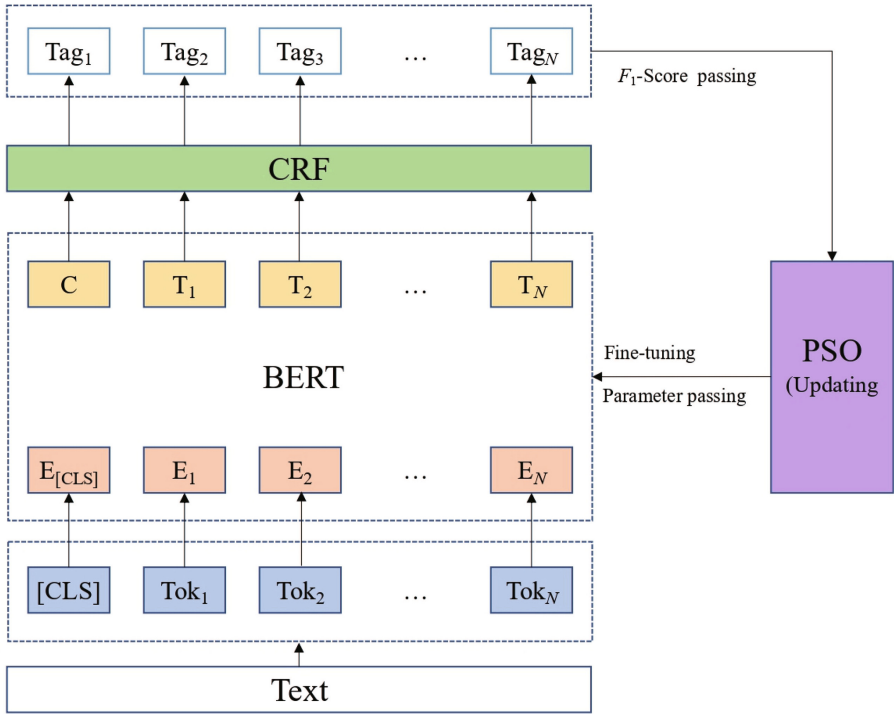 Tag1 Tag2 Tag3 … TagN
F1-Score passing
CRF
C T1 T2 … TN
BERT
Fine-tuning
Parameter passing
PSO
(Updating
E[CLS] E1 E2 … EN
[CLS] Tok1 Tok2 … TokN
Text